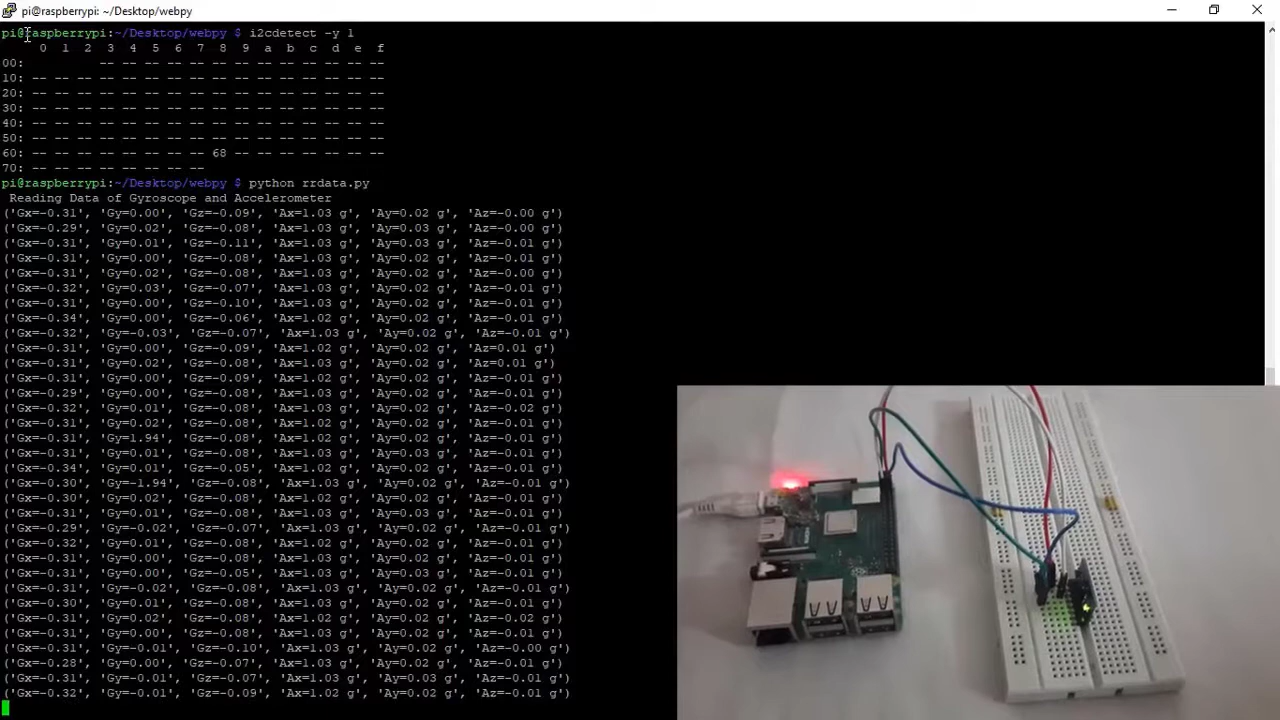 pi@raspberrypi: ~/Desktop/webpy
pi@raspberrypi:~/Desktop/webpy $ i2cdetect -y 1
0 1 2 3 4 5 6 7 8 9 a b c d e f
00: -- -- -- -- -- -- -- -- -- -- -- -- --
10: -- -- -- -- -- -- -- -- -- -- -- -- -- -- -- --
20: -- -- -- -- -- -- -- -- -- -- -- -- -- -- -- --
30: -- -- -- -- -- -- -- -- -- -- -- -- -- -- -- --
40: -- -- -- -- -- -- -- -- -- -- -- -- -- -- -- --
50: -- -- -- -- -- -- -- -- -- -- -- -- -- -- -- --
60: -- -- -- -- -- -- -- -- 68 -- -- -- -- -- -- --
70: -- -- -- -- -- -- -- --
pi@raspberrypi:~/Desktop/webpy $ python rrdata.py
Reading Data of Gyroscope and Accelerometer
('Gx=-0.31', 'Gy=0.00', 'Gz=-0.09', 'Ax=1.03 g', 'Ay=0.02 g', 'Az=-0.00 g')
('Gx=-0.29', 'Gy=0.02', 'Gz=-0.08', 'Ax=1.03 g', 'Ay=0.03 g', 'Az=-0.00 g')
('Gx=-0.31', 'Gy=0.01', 'Gz=-0.11', 'Ax=1.03 g', 'Ay=0.03 g', 'Az=-0.01 g')
('Gx=-0.31', 'Gy=0.00', 'Gz=-0.08', 'Ax=1.03 g', 'Ay=0.02 g', 'Az=-0.01 g')
('Gx=-0.31', 'Gy=0.02', 'Gz=-0.08', 'Ax=1.03 g', 'Ay=0.02 g', 'Az=-0.00 g')
('Gx=-0.32', 'Gy=0.03', 'Gz=-0.07', 'Ax=1.03 g', 'Ay=0.02 g', 'Az=-0.01 g')
('Gx=-0.31', 'Gy=0.00', 'Gz=-0.10', 'Ax=1.03 g', 'Ay=0.02 g', 'Az=-0.01 g')
('Gx=-0.34', 'Gy=0.00', 'Gz=-0.06', 'Ax=1.03 g', 'Ay=0.02 g', 'Az=-0.01 g')
('Gx=-0.32', 'Gy=-0.03', 'Gz=-0.07', 'Ax=1.03 g', 'Ay=0.02 g', 'Az=-0.01 g')
('Gx=-0.31', 'Gy=0.00', 'Gz=-0.09', 'Ax=1.02 g', 'Ay=0.02 g', 'Az=0.01 g')
('Gx=-0.31', 'Gy=0.02', 'Gz=-0.08', 'Ax=1.03 g', 'Ay=0.02 g', 'Az=0.01 g')
('Gx=-0.31', 'Gy=0.00', 'Gz=-0.09', 'Ax=1.02 g', 'Ay=0.02 g', 'Az=-0.01 g')
('Gx=-0.29', 'Gy=0.00', 'Gz=-0.08', 'Ax=1.03 g', 'Ay=0.02 g', 'Az=-0.01 g')
('Gx=-0.32', 'Gy=0.01', 'Gz=-0.08', 'Ax=1.02 g', 'Ay=0.02 g', 'Az=-0.02 g')
('Gx=-0.31', 'Gy=0.02', 'Gz=-0.08', 'Ax=1.02 g', 'Ay=0.02 g', 'Az=-0.01 g')
('Gx=-0.31', 'Gy=1.94', 'Gz=-0.08', 'Ax=1.02 g', 'Ay=0.02 g', 'Az=-0.01 g')
('Gx=-0.34', 'Gy=0.01', 'Gz=-0.05', 'Ax=1.02 g', 'Ay=0.03 g', 'Az=-0.01 g')
('Gx=-0.30', 'Gy=-1.94', 'Gz=-0.08', 'Ax=1.03 g', 'Ay=0.02 g', 'Az=-0.01 g')
('Gx=-0.30', 'Gy=0.02', 'Gz=-0.08', 'Ax=1.02 g', 'Ay=0.02 g', 'Az=-0.01 g')
('Gx=-0.31', 'Gy=0.01', 'Gz=-0.08', 'Ax=1.03 g', 'Ay=0.03 g', 'Az=-0.01 g')
('Gx=-0.29', 'Gy=-0.02', 'Gz=-0.07', 'Ax=1.03 g', 'Ay=0.02 g', 'Az=-0.01 g')
('Gx=-0.32', 'Gy=0.01', 'Gz=-0.08', 'Ax=1.02 g', 'Ay=0.02 g', 'Az=-0.01 g')
('Gx=-0.31', 'Gy=0.00', 'Gz=-0.08', 'Ax=1.03 g', 'Ay=0.02 g', 'Az=-0.01 g')
('Gx=-0.31', 'Gy=0.00', 'Gz=-0.05', 'Ax=1.02 g', 'Ay=0.03 g', 'Az=-0.01 g')
('Gx=-0.31', 'Gy=-0.02', 'Gz=-0.08', 'Ax=1.03 g', 'Ay=0.02 g', 'Az=-0.01 g')
('Gx=-0.30', 'Gy=0.01', 'Gz=-0.08', 'Ax=1.02 g', 'Ay=0.02 g', 'Az=-0.01 g')
('Gx=-0.31', 'Gy=0.02', 'Gz=-0.08', 'Ax=1.02 g', 'Ay=0.02 g', 'Az=-0.02 g')
('Gx=-0.31', 'Gy=0.00', 'Gz=-0.08', 'Ax=1.03 g', 'Ay=0.02 g', 'Az=-0.01 g')
('Gx=-0.31', 'Gy=-0.01', 'Gz=-0.10', 'Ax=1.03 g', 'Ay=0.02 g', 'Az=-0.00 g')
('Gx=-0.28', 'Gy=0.00', 'Gz=-0.07', 'Ax=1.03 g', 'Ay=0.02 g', 'Az=-0.01 g')
('Gx=-0.31', 'Gy=-0.01', 'Gz=-0.07', 'Ax=1.03 g', 'Ay=0.03 g', 'Az=-0.01 g')
('Gx=-0.32', 'Gy=-0.01', 'Gz=-0.09', 'Ax=1.02 g', 'Ay=0.02 g', 'Az=-0.01 g')